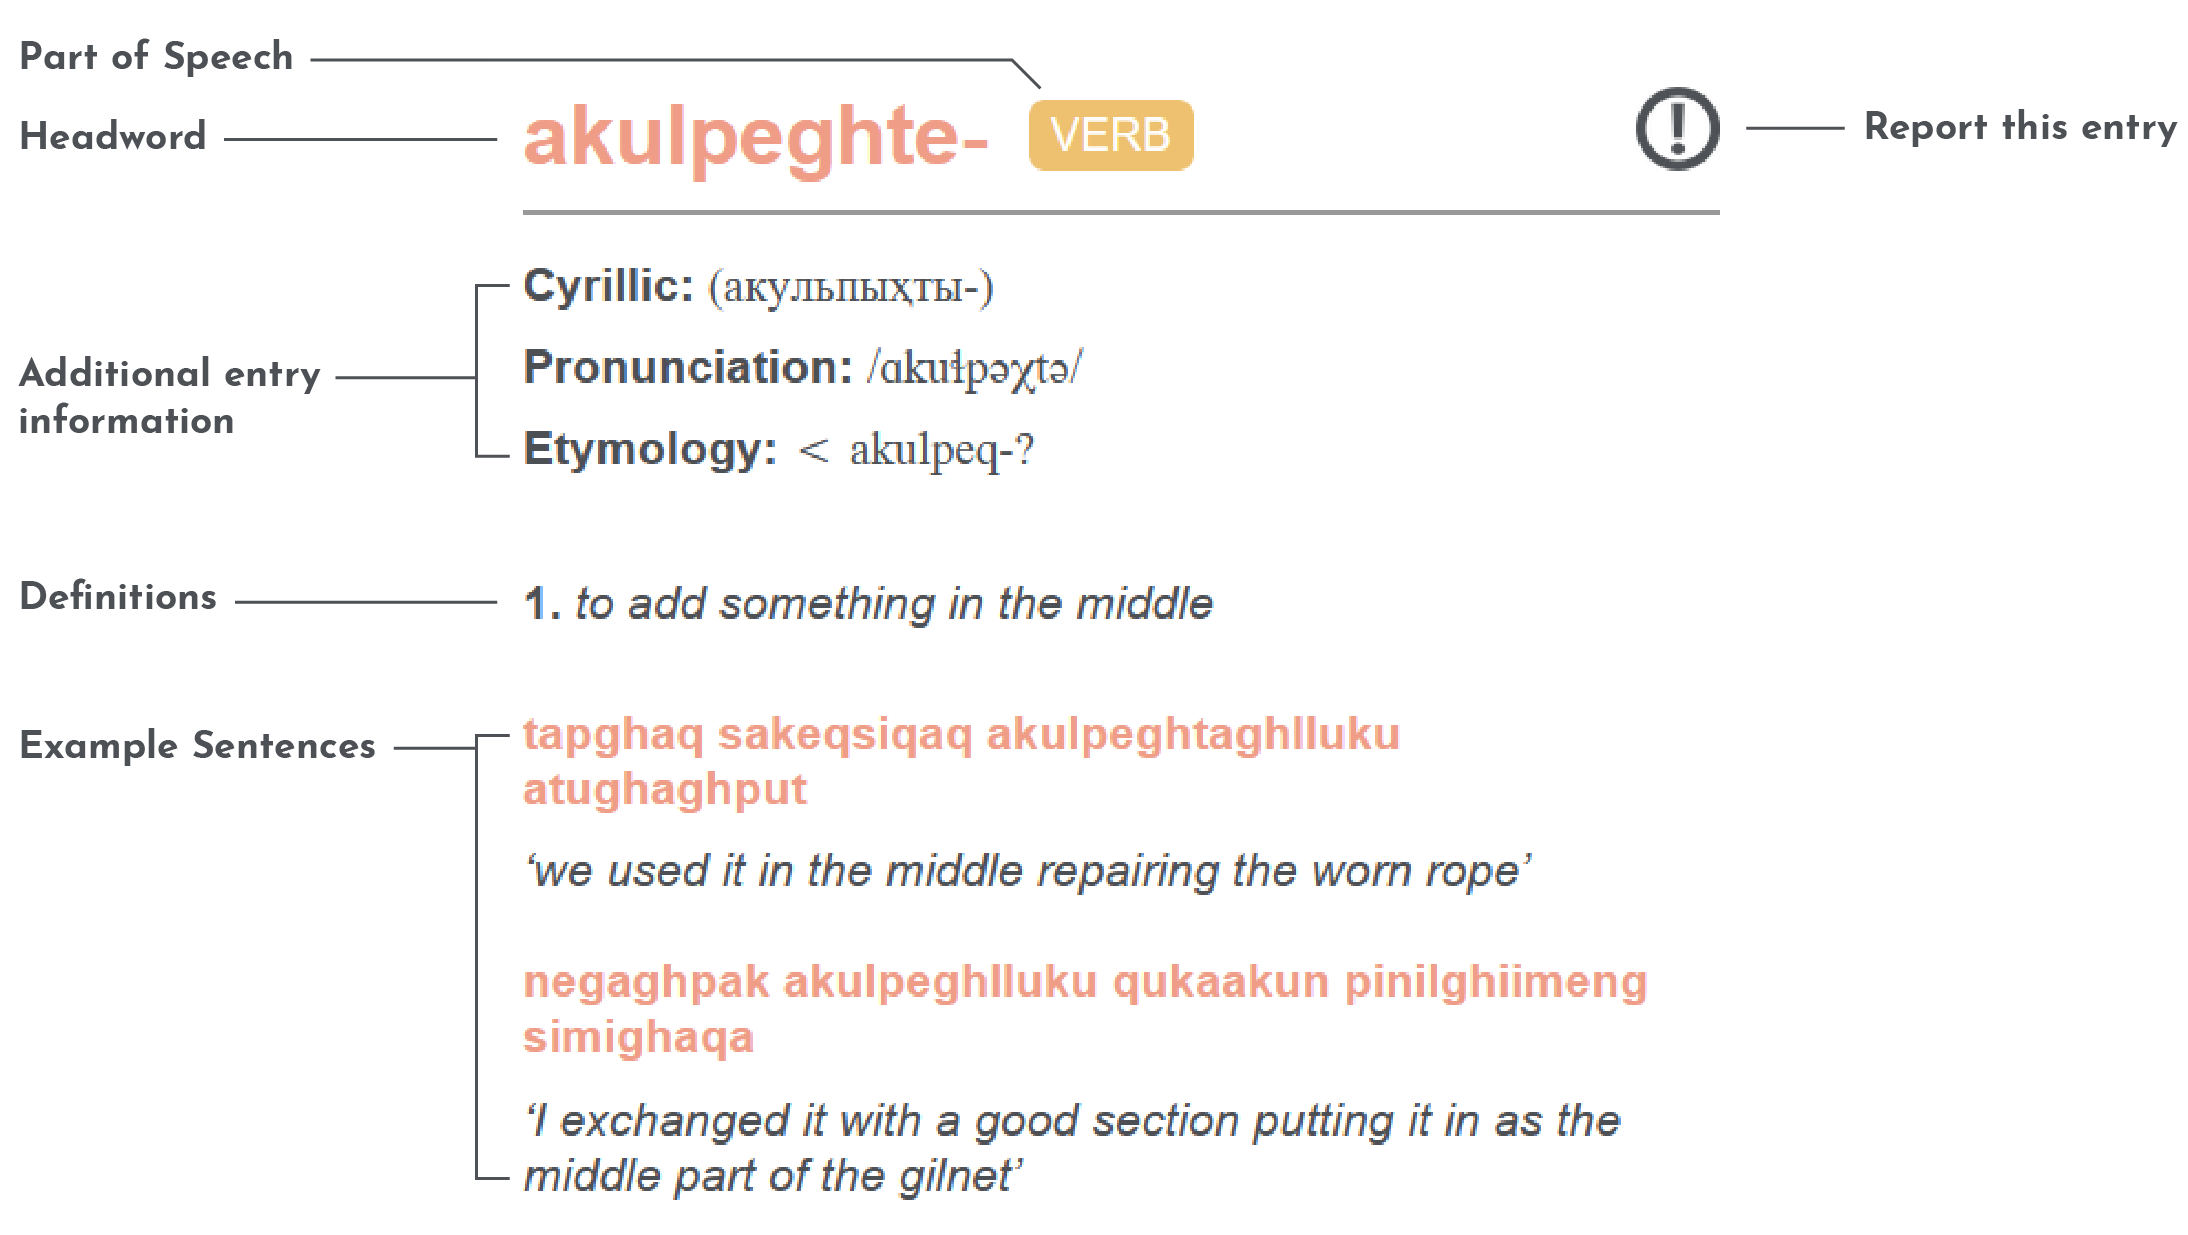 Part of Speech
Headword
akulpeghte- VERB
Report this entry
Cyrillic: (акульпыӽты-)
Pronunciation: /ɑkuɬpəχtə/
Additional entry
information
Etymology: < akulpeq-?
Definitions
1. to add something in the middle
Example Sentences
tapghaq sakeqsiqaq akulpeghtaghlluku
atughaghput
‘we used it in the middle repairing the worn rope’
negaghpak akulpeghlluku qukaakun pinilghiimeng
simighaqa
‘I exchanged it with a good section putting it in as the
middle part of the gilnet’